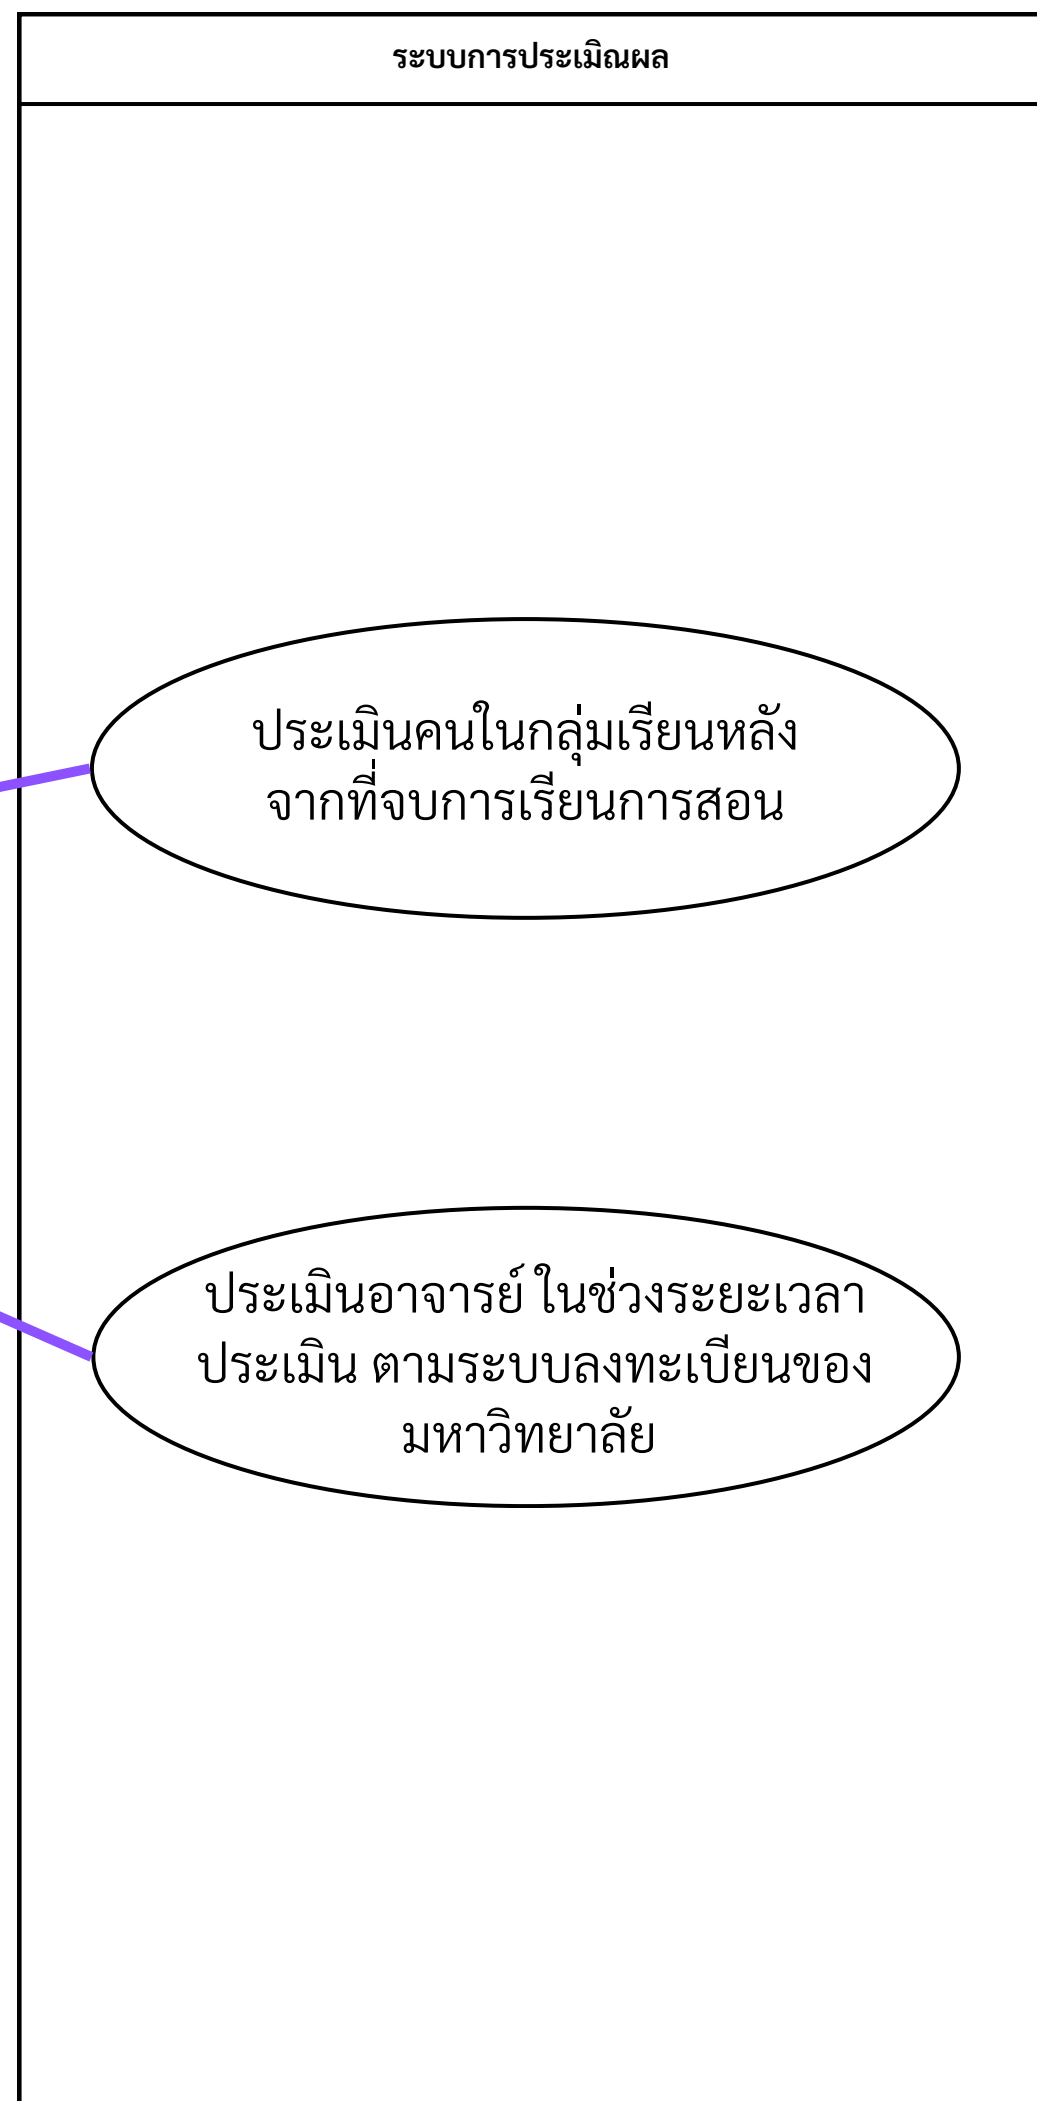 ระบบการประเมิณผล
ประเมินคนในกลุ่มเรียนหลัง
จากที่จบการเรียนการสอน
ประเมินอาจารย์ ในช่วงระยะเวลา
ประเมิน ตามระบบลงทะเบียนของ
มหาวิทยาลัย